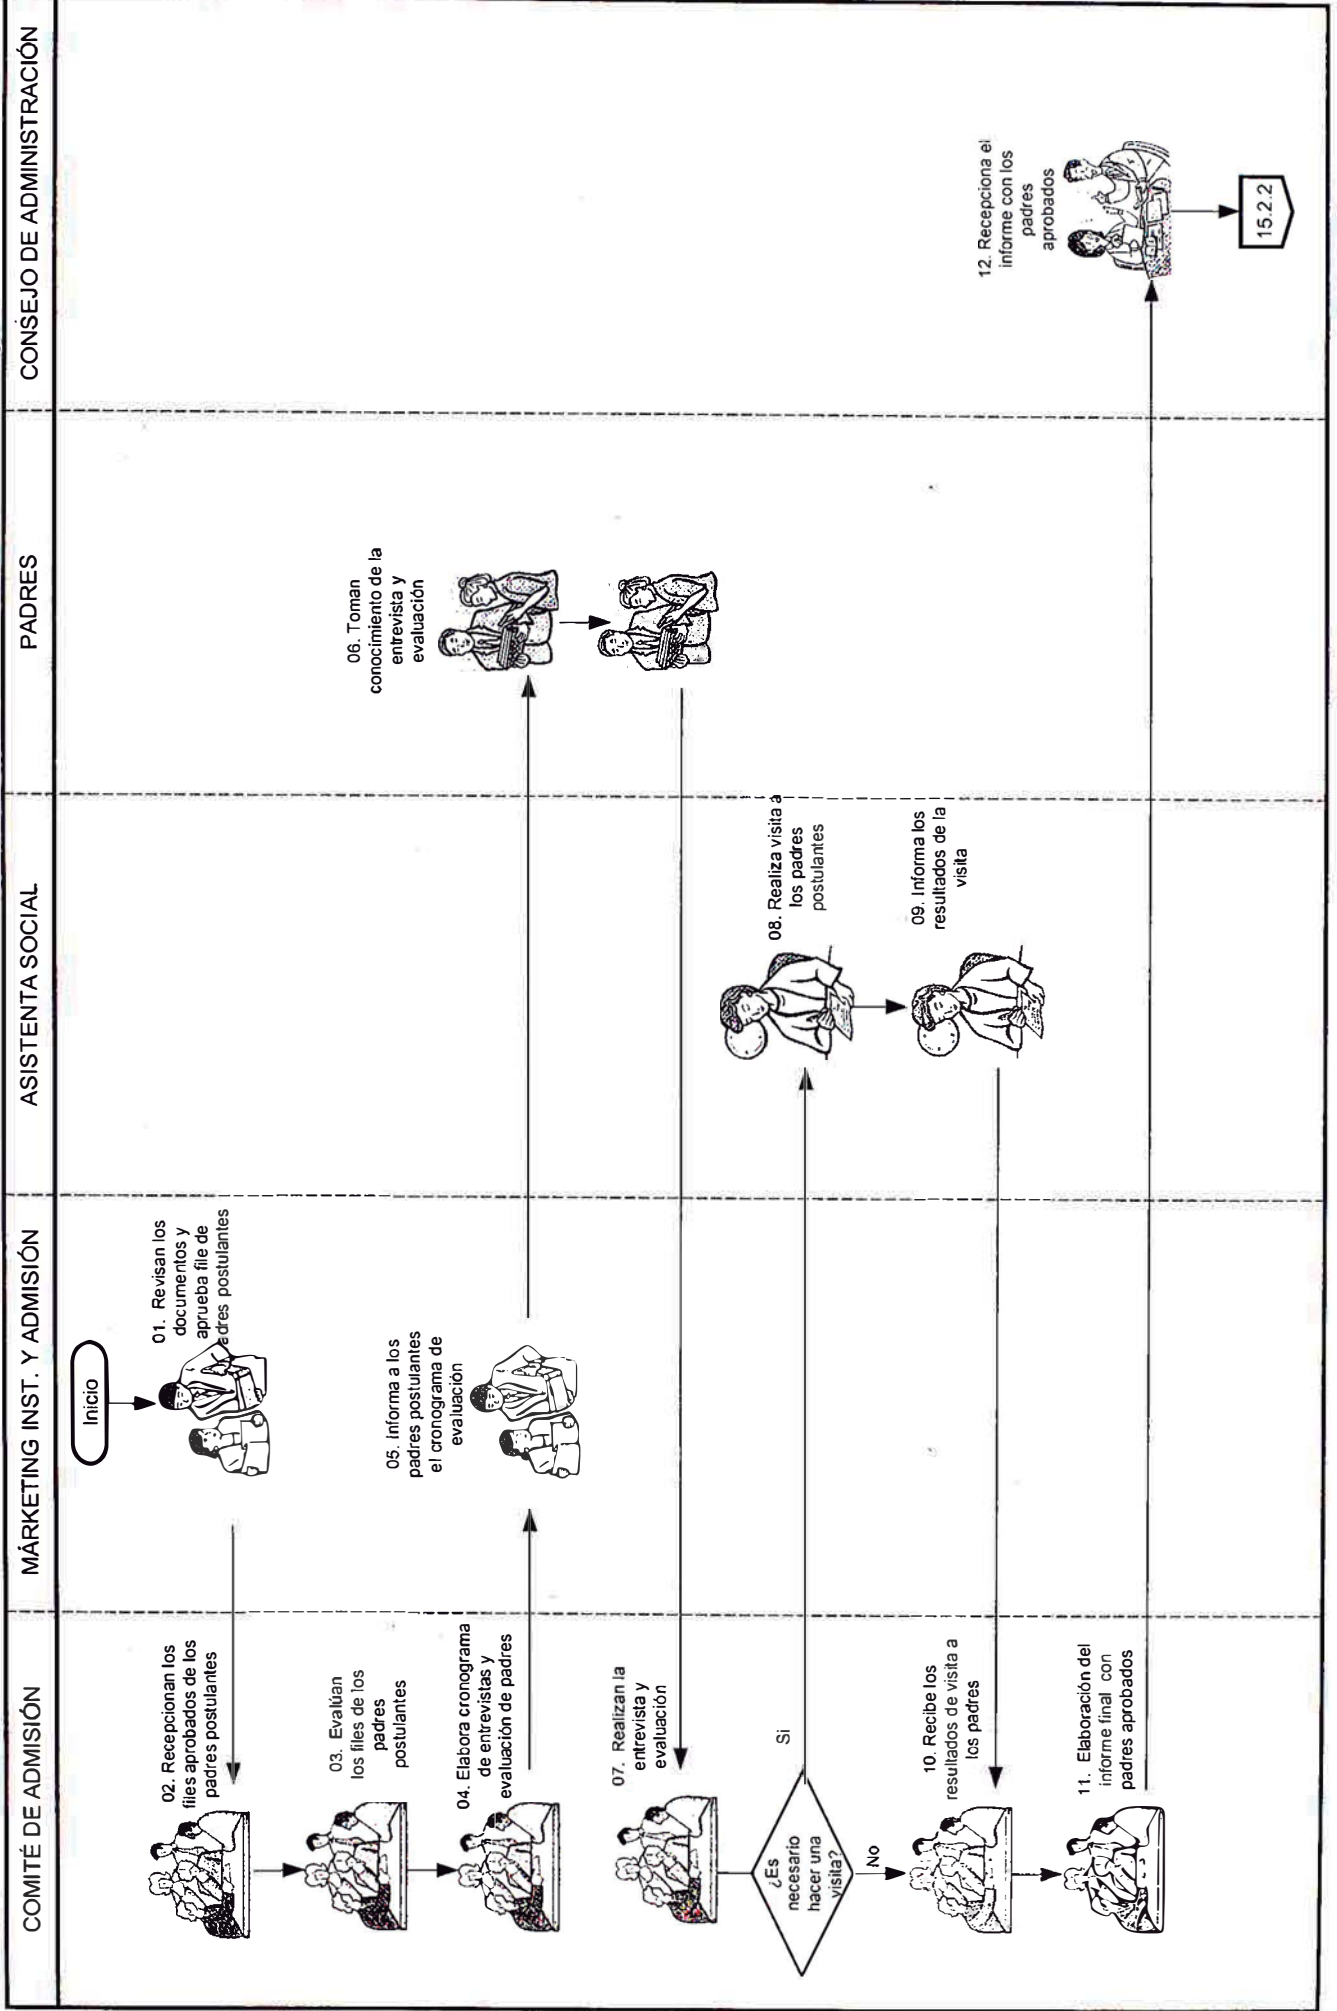 COMITÉ DE ADMISIÓN
MÁRKETING INST. Y ADMISIÓN
ASISTENTA SOCIAL
PADRES
CONSEJO DE ADMINISTRACIÓN
Inicio
01. Revisan los
documentos y
aprueba file de
adres postulantes
02. Recepcionan los
files aprobados de los
padres postulantes
03. Evalúan
los files de los
padres
postulantes
04. Elabora cronograma
de entrevistas y
evaluación de padres
05. Informa a los
padres postulantes
el cronograma de
evaluación
06. Toman
conocimiento de la
entrevista y
evaluación
07. Realizan la
entrevista y
evaluación
¿Es
necesario
hacer una
visita?
Si
No
08. Realiza visita a
los padres
postulantes
09. Informa los
resultados de la
visita
10. Recibe los
resultados de visita a
los padres
11. Elaboración del
informe final con
padres aprobados
12. Recepciona el
informe con los
padres
aprobados
15.2.2